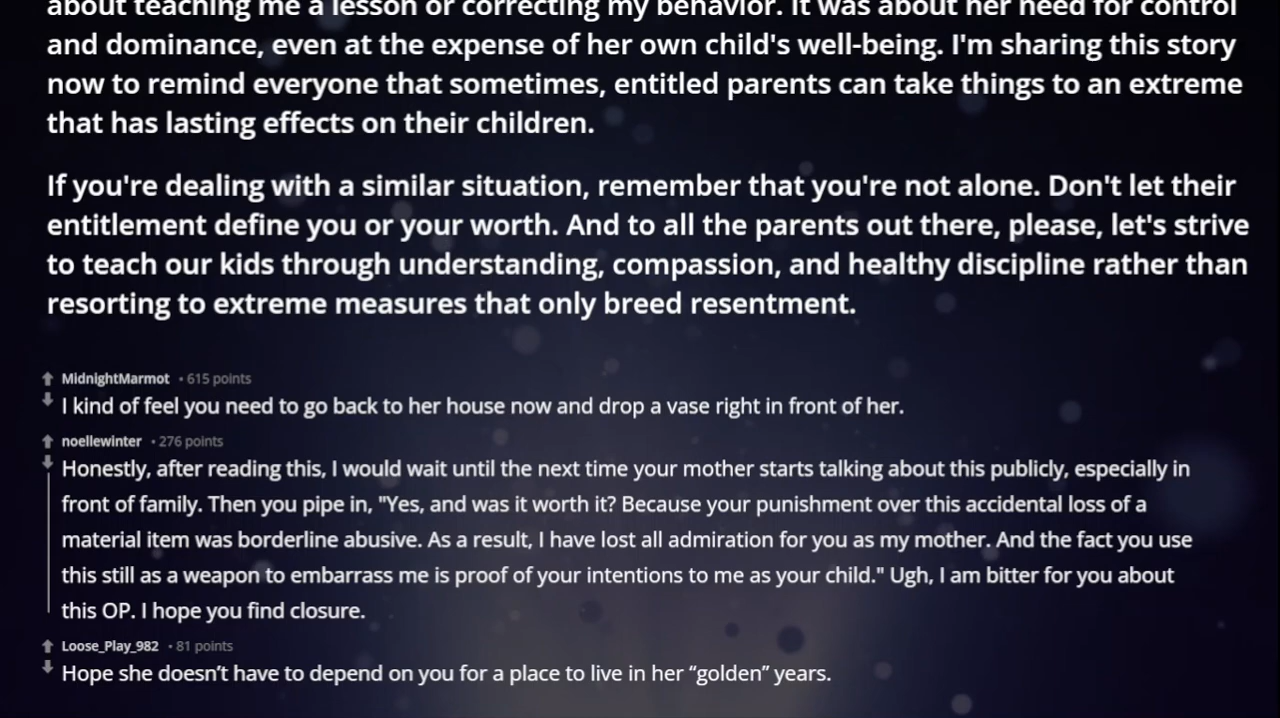 about teaching me a lesson or correcting my behavior. It was about her need for control
and dominance, even at the expense of her own child's well-being. I'm sharing this story
now to remind everyone that sometimes, entitled parents can take things to an extreme
that has lasting effects on their children.
If you're dealing with a similar situation, remember that you're not alone. Don't let their
entitlement define you or your worth. And to all the parents out there, please, let's strive
to teach our kids through understanding, compassion, and healthy discipline rather than
resorting to extreme measures that only breed resentment.
MidnightMarmot • 615 points
I kind of feel you need to go back to her house now and drop a vase right in front of her.
noellewinter • 276 points
Honestly, after reading this, I would wait until the next time your mother starts talking about this publicly, especially in
front of family. Then you pipe in, "Yes, and was it worth it? Because your punishment over this accidental loss of a
material item was borderline abusive. As a result, I have lost all admiration for you as my mother. And the fact you use
this still as a weapon to embarrass me is proof of your intentions to me as your child." Ugh, I am bitter for you about
this OP. I hope you find closure.
Loose_Play_982 • 81 points
Hope she doesn’t have to depend on you for a place to live in her “golden” years.